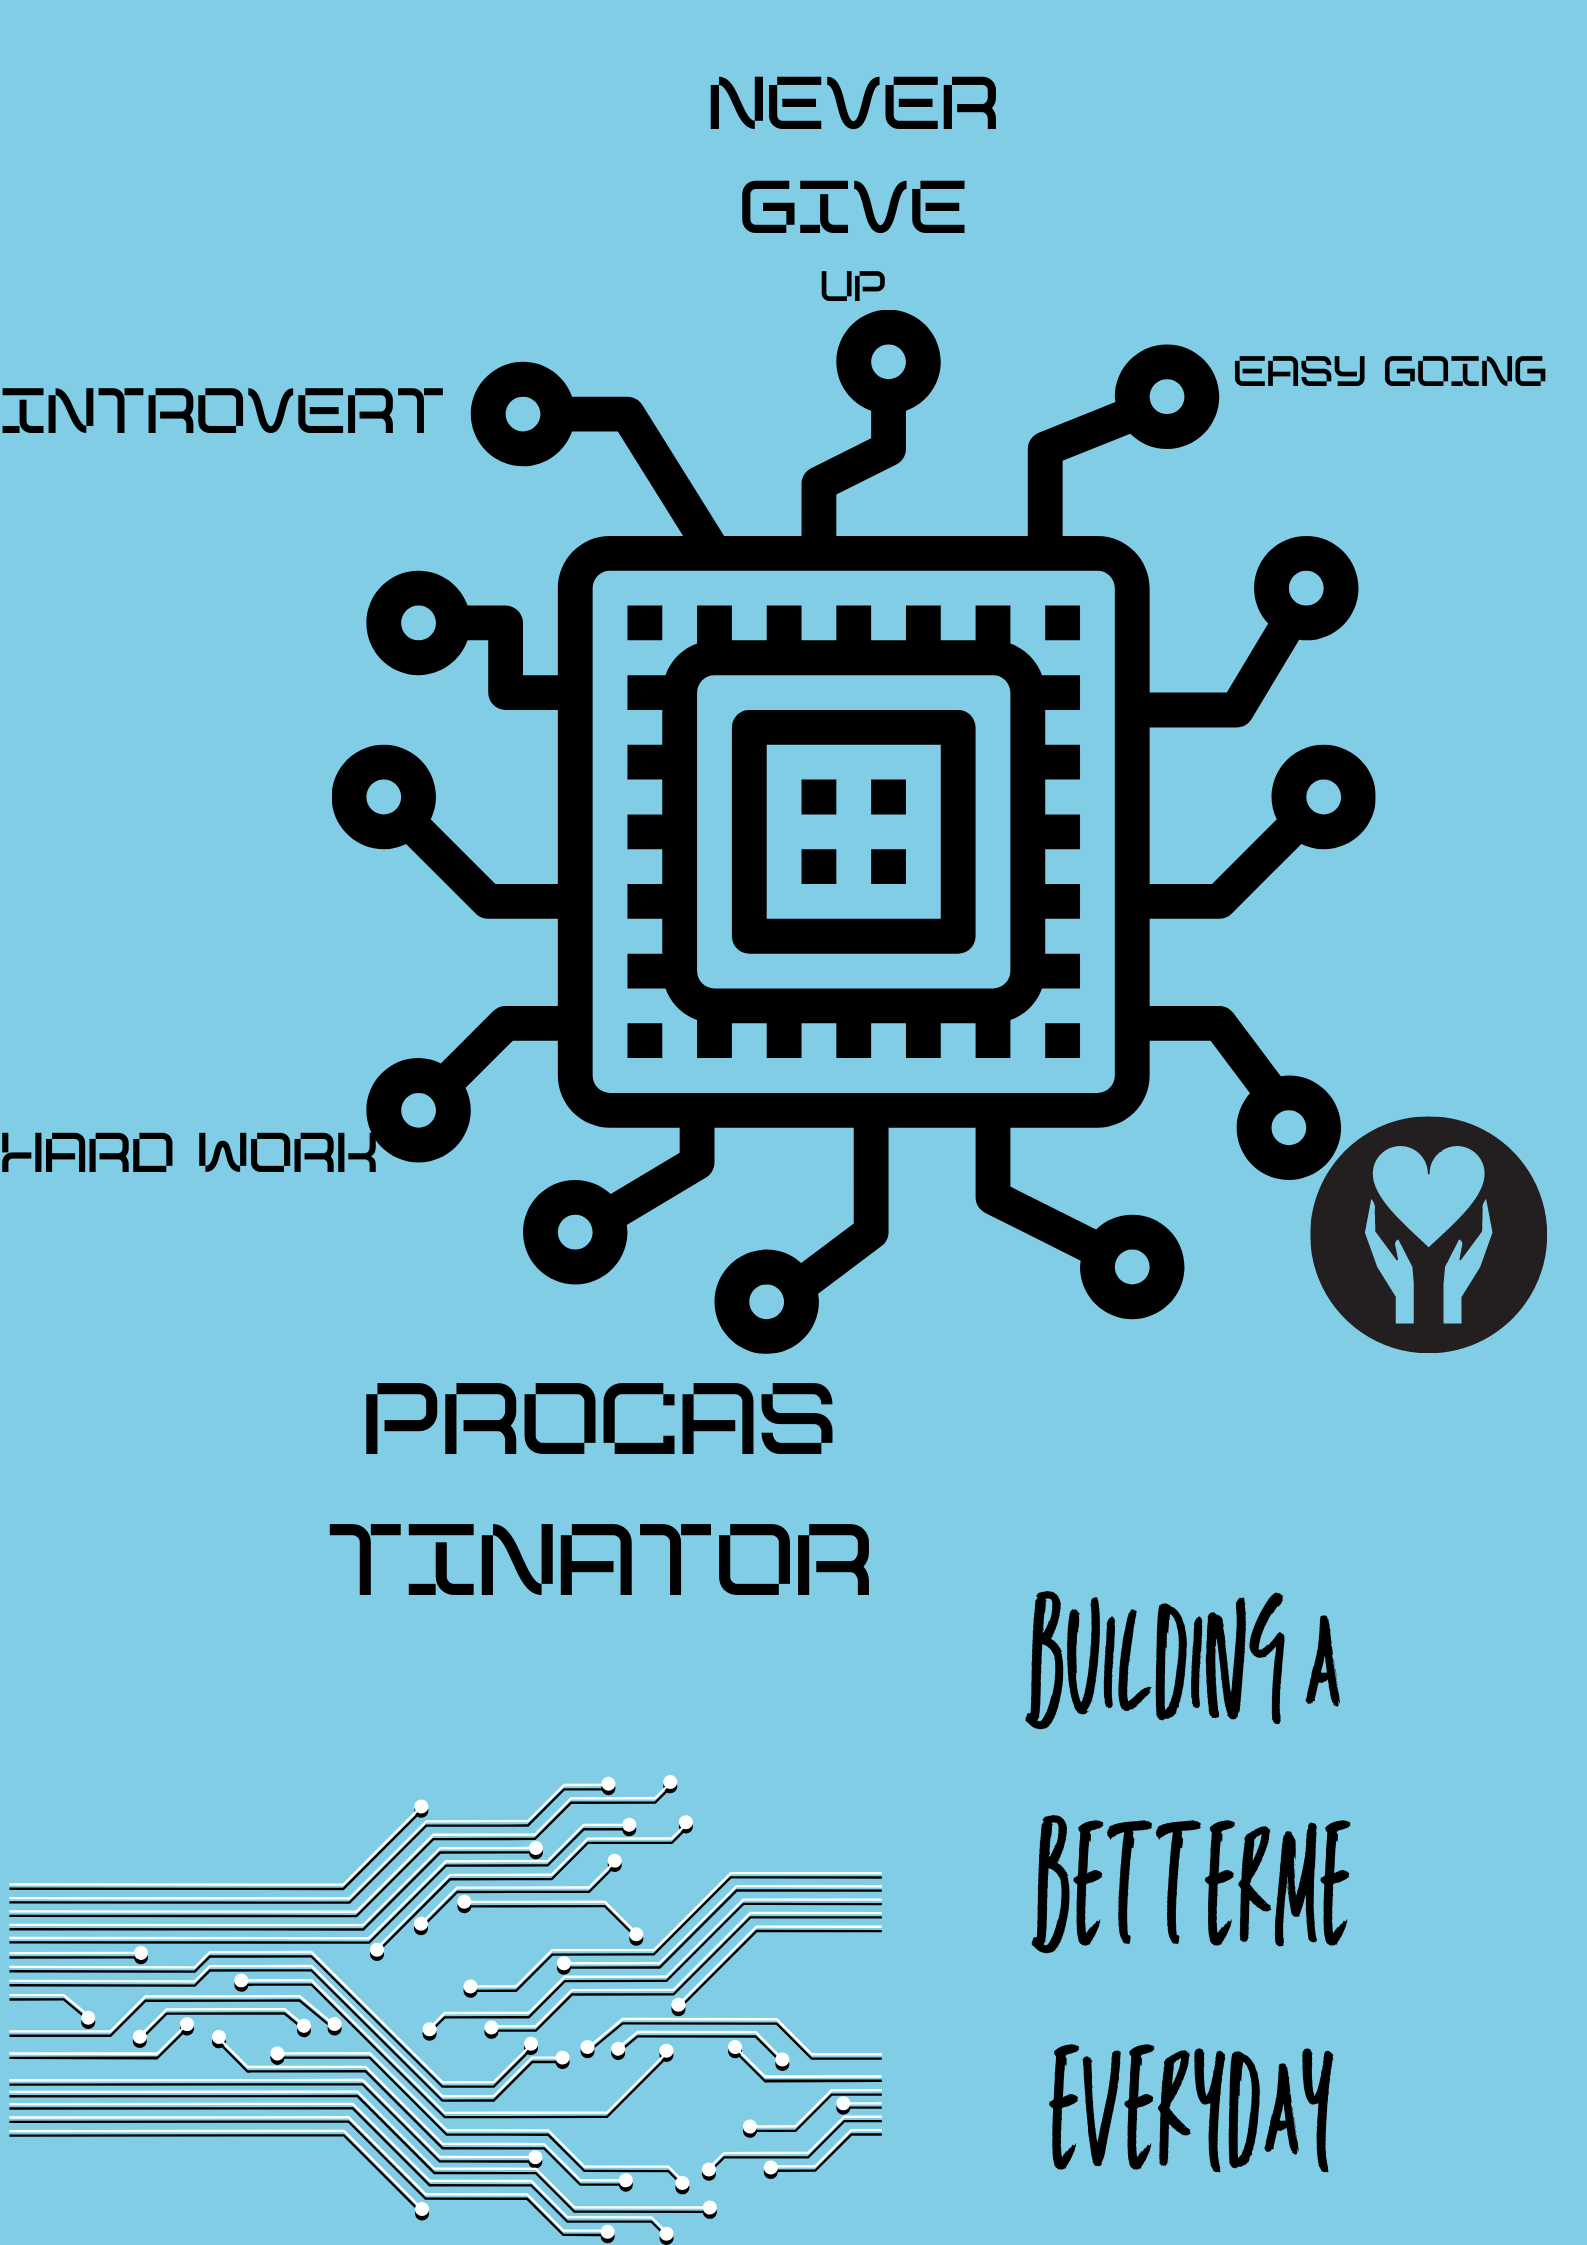 NEVER
GIVE
UP
EASY GOING
INTROVERT
HARD WORK
PROCAS
TINATOR
BUILDING A
BETTERME
EVERYDAY